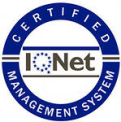 CERTIFIED
IQNet
MANAGEMENT SYSTEM